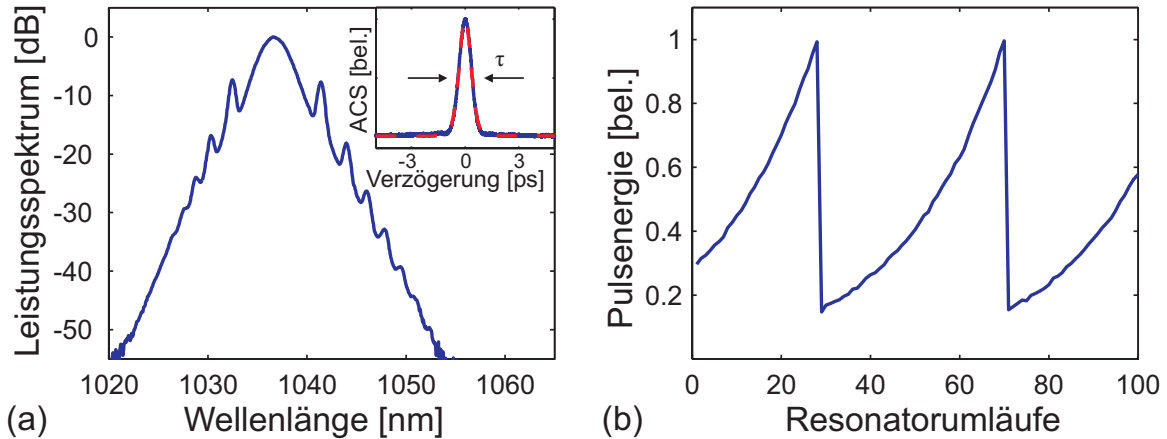 Leistungsspektrum [dB]
0
-10
-20
-30
-40
-50
1020
1030
1040
1050
1060
Wellenlänge [nm]
(a)
ACS [bel.]
τ
-3
0
3
Verzögerung [ps]
Pulsenergie [bel.]
1
0.8
0.6
0.4
0.2
0
20
40
60
80
100
Resonatorumläufe
(b)